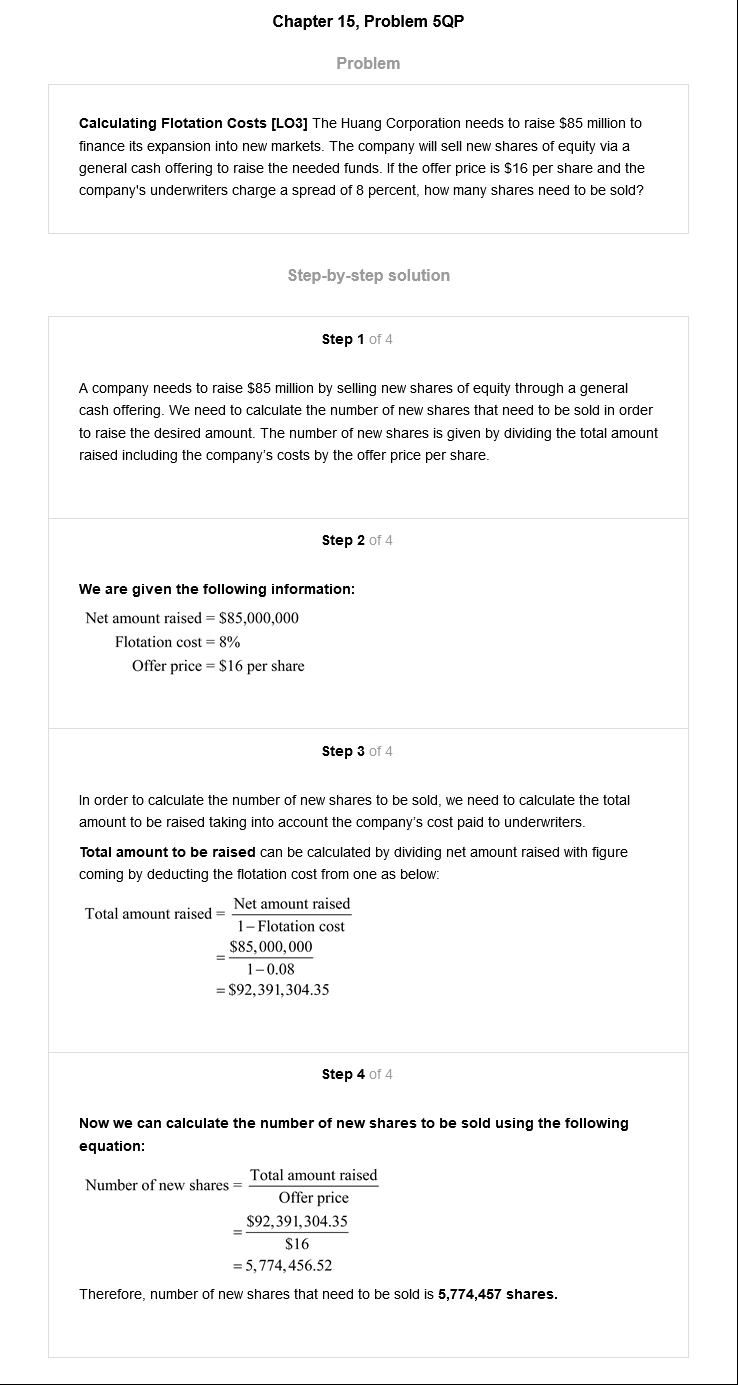 Chapter 15, Problem 5QP
Problem
Calculating Flotation Costs [LO3] The Huang Corporation needs to raise $85 million to
finance its expansion into new markets. The company will sell new shares of equity via a
general cash offering to raise the needed funds. If the offer price is $16 per share and the
company's underwriters charge a spread of 8 percent, how many shares need to be sold?
Step-by-step solution
Step 1 of 4
A company needs to raise $85 million by selling new shares of equity through a general
cash offering. We need to calculate the number of new shares that need to be sold in order
to raise the desired amount. The number of new shares is given by dividing the total amount
raised including the company's costs by the offer price per share.
Step 2 of 4
We are given the following information:
Net amount raised = $85,000,000
Flotation cost = 8%
Offer price = $16 per share
Step 3 of 4
In order to calculate the number of new shares to be sold, we need to calculate the total
amount to be raised taking into account the company's cost paid to underwriters.
Total amount to be raised can be calculated by dividing net amount raised with figure
coming by deducting the flotation cost from one as below:
Total amount raised = Net amount raised
1 − Flotation cost
= $85,000,000
1 − 0.08
= $92,391,304.35
Step 4 of 4
Now we can calculate the number of new shares to be sold using the following
equation:
Number of new shares = Total amount raised
Offer price
= $92,391,304.35
$16
= 5,774,456.52
Therefore, number of new shares that need to be sold is 5,774,457 shares.